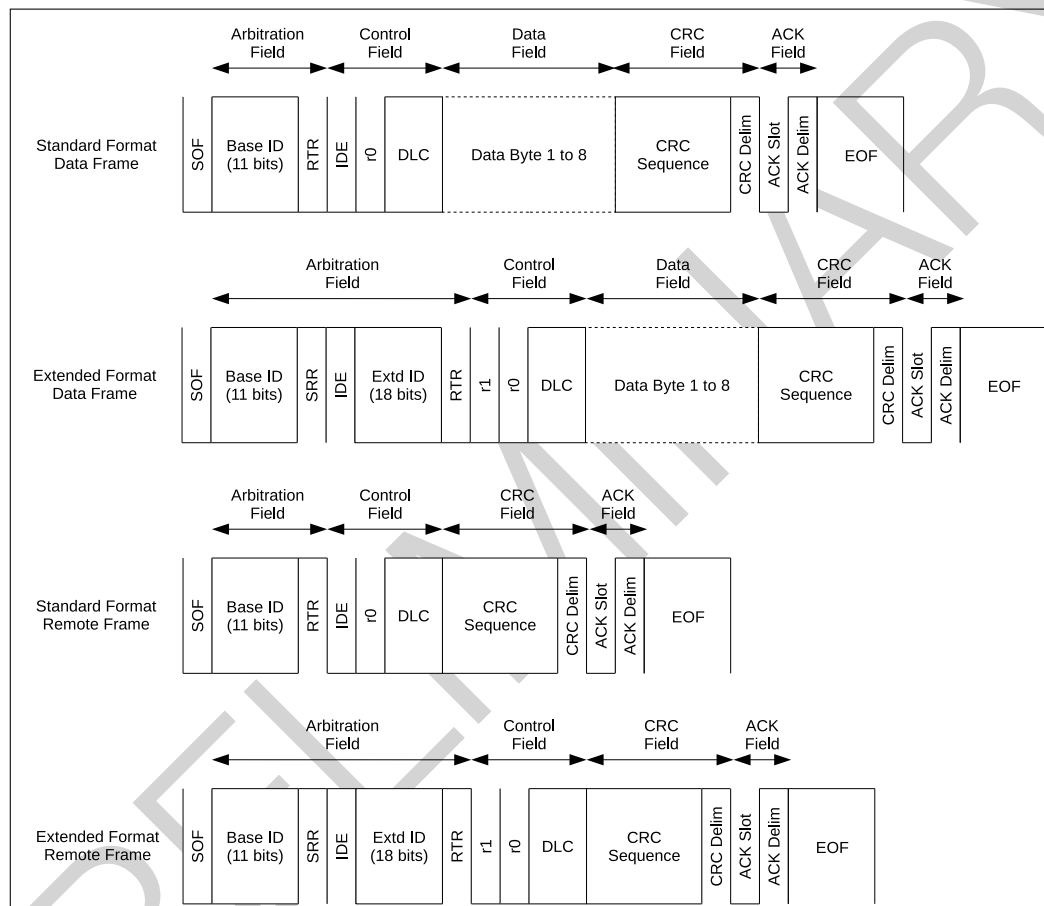 Arbitration Field
Control Field
Data Field
CRC Field
ACK Field
Standard Format
Data Frame
SOF
Base ID
(11 bits)
RTR
IDE
r0
DLC
Data Byte 1 to 8
CRC
Sequence
CRC Delim
ACK Slot
ACK Delim
EOF
Arbitration Field
Control Field
Data Field
CRC Field
ACK Field
Extended Format
Data Frame
SOF
Base ID
(11 bits)
SRR
IDE
Extd ID
(18 bits)
RTR
r1
r0
DLC
Data Byte 1 to 8
CRC
Sequence
CRC Delim
ACK Slot
ACK Delim
EOF
Arbitration Field
Control Field
CRC Field
ACK Field
Standard Format
Remote Frame
SOF
Base ID
(11 bits)
RTR
IDE
r0
DLC
CRC
Sequence
CRC Delim
ACK Slot
ACK Delim
EOF
Arbitration Field
Control Field
CRC Field
ACK Field
Extended Format
Remote Frame
SOF
Base ID
(11 bits)
SRR
IDE
Extd ID
(18 bits)
RTR
r1
r0
DLC
CRC
Sequence
CRC Delim
ACK Slot
ACK Delim
EOF